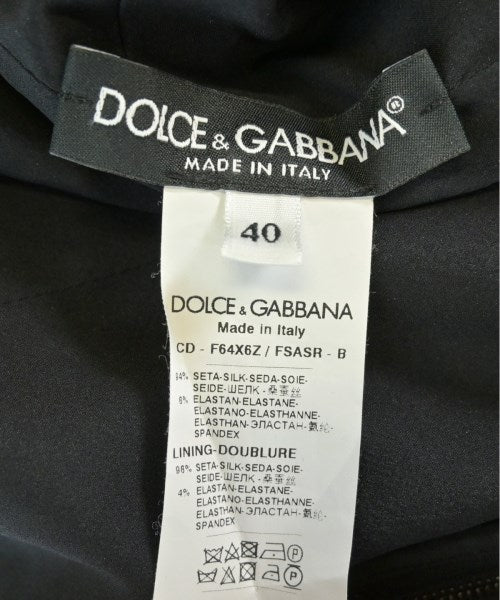 DOLCE & GABBANA®
MADE IN ITALY
40
DOLCE & GABBANA
Made in Italy
CD - F64X6Z / FSASR - B
94% SETA-SILK-SEDA-SOIE-
SEIDE-ШЕЛК - 桑蚕丝
6% ELASTAN-ELASTANE-
ELASTANO-ELASTHANNE-
ELASTHAN-ЭЛАСТАН-氨纶-
SPANDEX
LINING-DOUBLURE
96% SETA-SILK-SEDA-SOIE-
SEIDE-ШЕЛК - 桑蚕丝
4% ELASTAN-ELASTANE-
ELASTANO-ELASTHANNE-
ELASTHAN-ЭЛАСТАН-氨纶-
SPANDEX
P
P